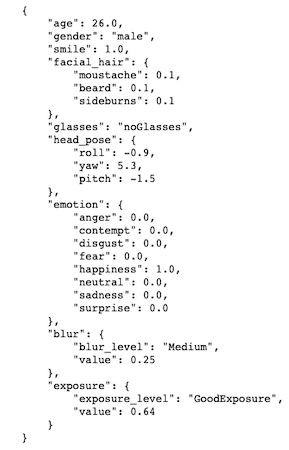 {
"age": 26.0,
"gender": "male",
"smile": 1.0,
"facial_hair": {
"moustache": 0.1,
"beard": 0.1,
"sideburns": 0.1
},
"glasses": "noGlasses",
"head_pose": {
"roll": -0.9,
"yaw": 5.3,
"pitch": -1.5
},
"emotion": {
"anger": 0.0,
"contempt": 0.0,
"disgust": 0.0,
"fear": 0.0,
"happiness": 1.0,
"neutral": 0.0,
"sadness": 0.0,
"surprise": 0.0
},
"blur": {
"blur_level": "Medium",
"value": 0.25
},
"exposure": {
"exposure_level": "GoodExposure",
"value": 0.64
}
}